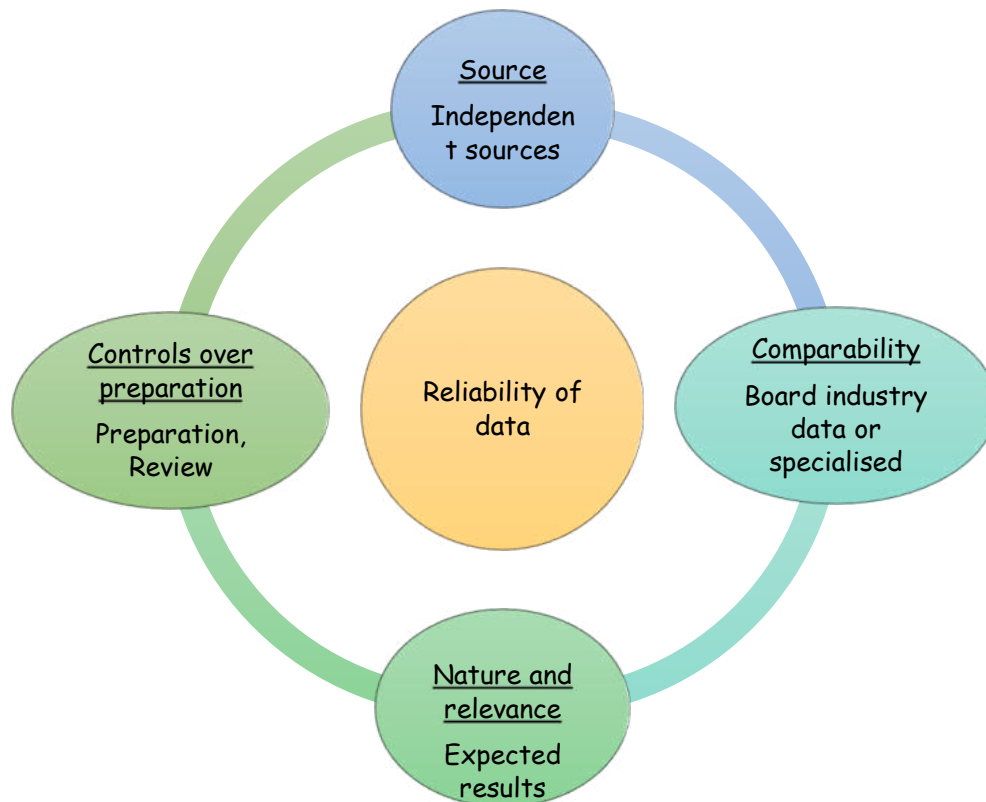 Source
Independen
t sources
Controls over
preparation
Preparation,
Review
Reliability of
data
Comparability
Board industry
data or
specialised
Nature and
relevance
Expected
results